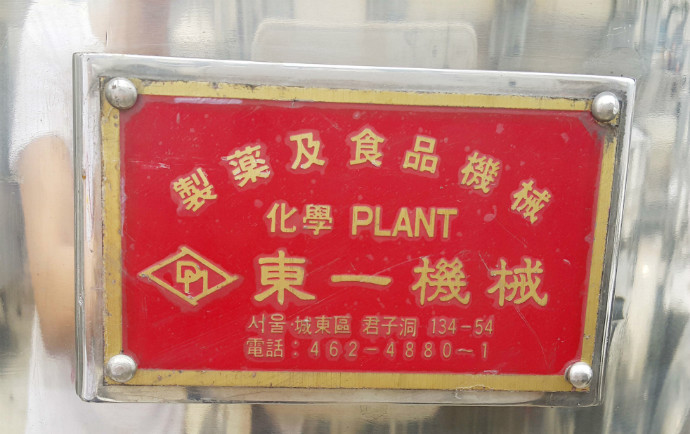 製薬及食品機械
化學 PLANT
DM 東一機械
서울·城東區 君子洞 134-54
電話: 462-4880~1